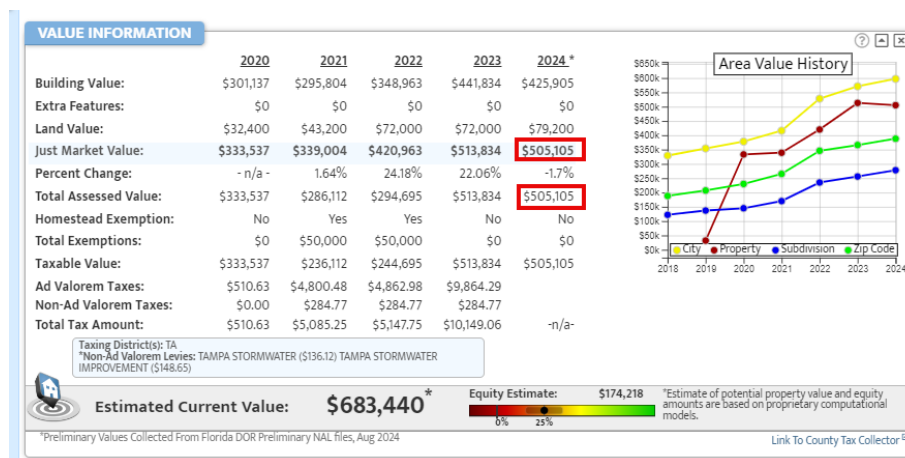 VALUE INFORMATION
2020 2021 2022 2023 2024 *
Building Value: $301,137 $295,804 $348,963 $441,834 $425,905
Extra Features: $0 $0 $0 $0 $0
Land Value: $32,400 $43,200 $72,000 $72,000 $79,200
Just Market Value: $333,537 $339,004 $420,963 $513,834 $505,105
Percent Change: - n/a - 1.64% 24.18% 22.06% -1.7%
Total Assessed Value: $333,537 $286,112 $294,695 $513,834 $505,105
Homestead Exemption: No Yes Yes No No
Total Exemptions: $0 $50,000 $50,000 $0 $0
Taxable Value: $333,537 $236,112 $244,695 $513,834 $505,105
Ad Valorem Taxes: $510.63 $4,800.48 $4,862.98 $9,864.29
Non-Ad Valorem Taxes: $0.00 $284.77 $284.77 $284.77
Total Tax Amount: $510.63 $5,085.25 $5,147.75 $10,149.06 -n/a-
Taxing District(s): TA
*Non-Ad Valorem Levies: TAMPA STORMWATER ($136.12) TAMPA STORMWATER
IMPROVEMENT ($148.65)
Area Value History
$650k
$600k
$550k
$500k
$450k
$400k
$350k
$300k
$250k
$200k
$150k
$100k
$50k
$0k
City Property Subdivision Zip Code
2018 2019 2020 2021 2022 2023 2024
Estimated Current Value: $683,440*
Equity Estimate: $174,218
0% 25%
*Estimate of potential property value and equity
amounts are based on proprietary computational
models.
*Preliminary Values Collected From Florida DOR Preliminary NAL files, Aug 2024
Link To County Tax Collector